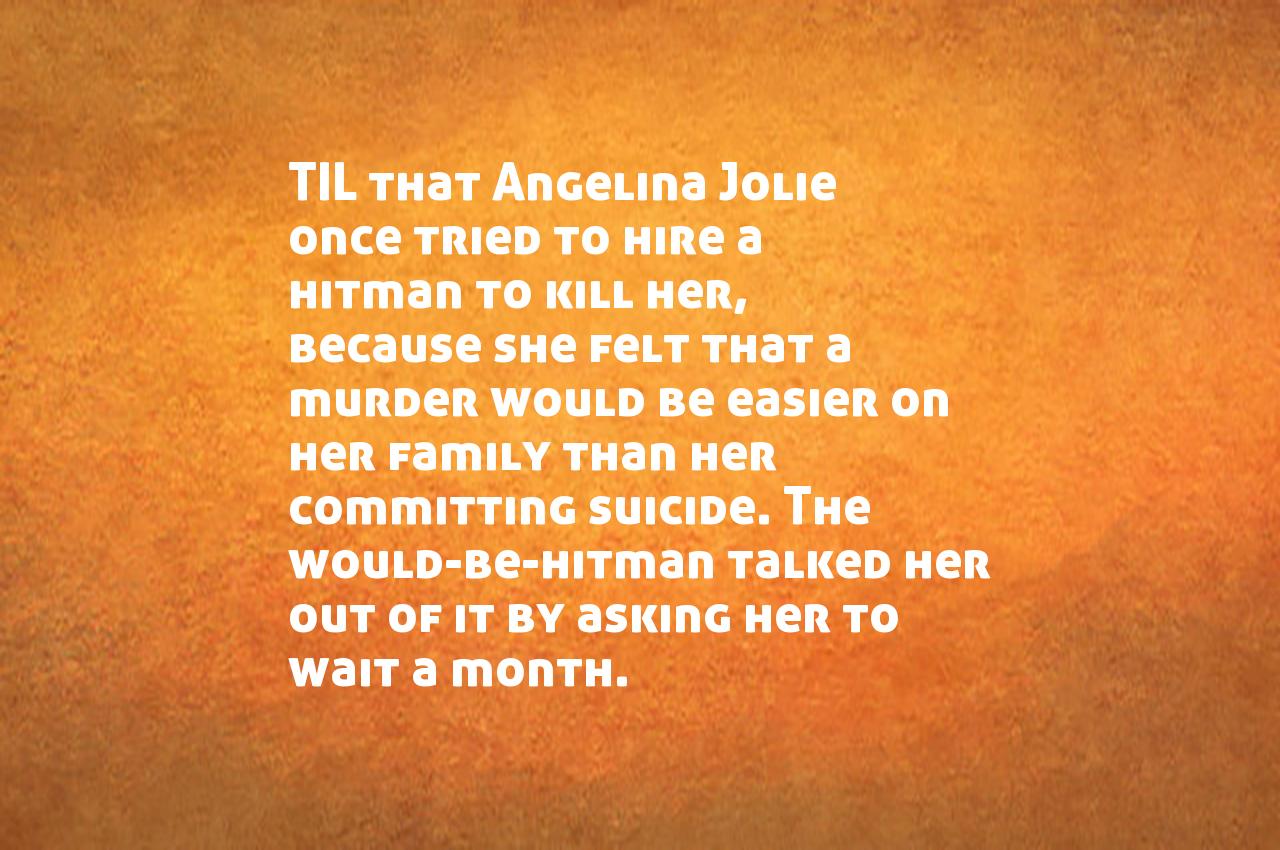 TIL that Angelina Jolie
once tried to hire a
hitman to kill her,
because she felt that a
murder would be easier on
her family than her
committing suicide. The
would-be-hitman talked her
out of it by asking her to
wait a month.